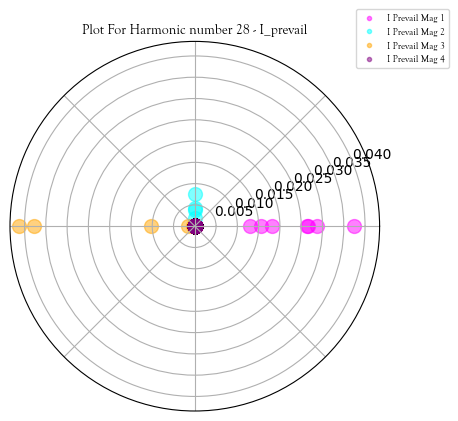 Plot For Harmonic number 28 - I_prevail
I Prevail Mag 1
I Prevail Mag 2
I Prevail Mag 3
I Prevail Mag 4
0.040
0.035
0.030
0.025
0.020
0.015
0.010
0.005